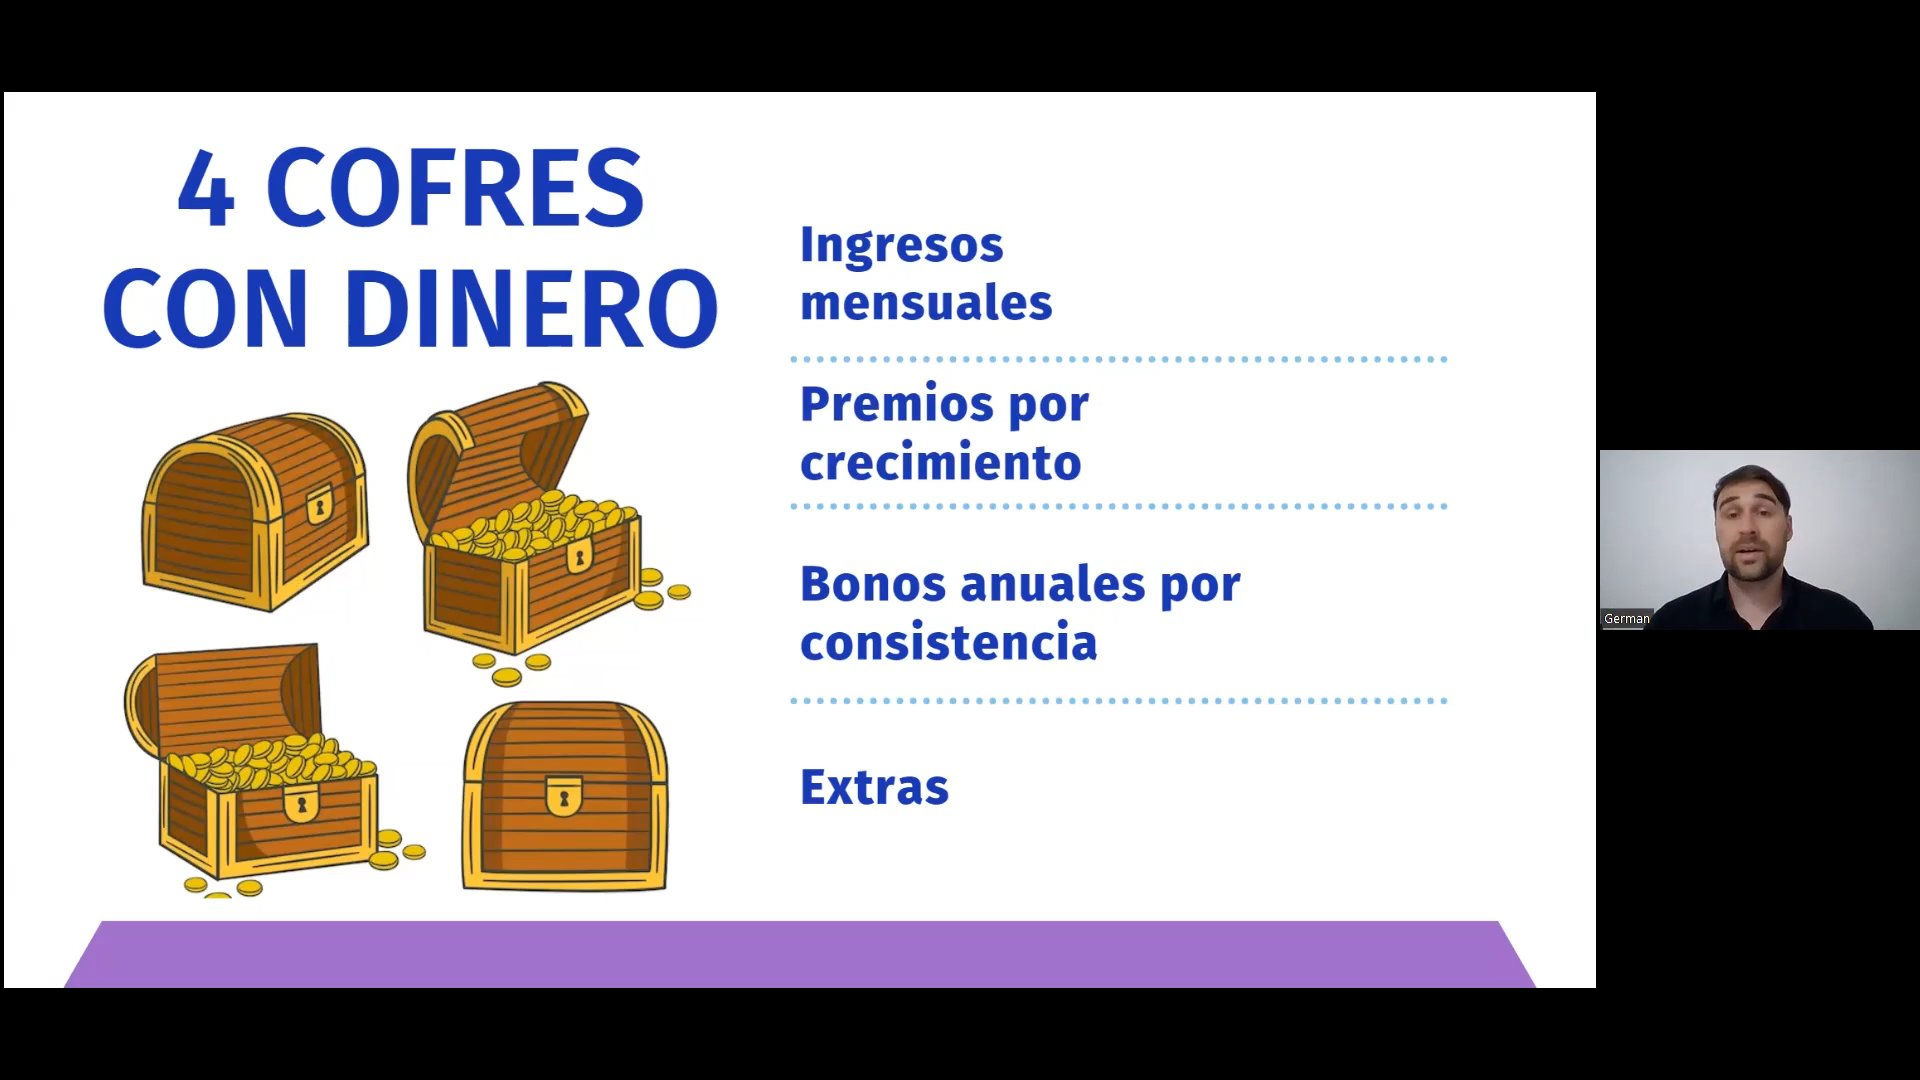 4 COFRES
CON DINERO
Ingresos
mensuales
Premios por
crecimiento
Bonos anuales por
consistencia
Extras
German